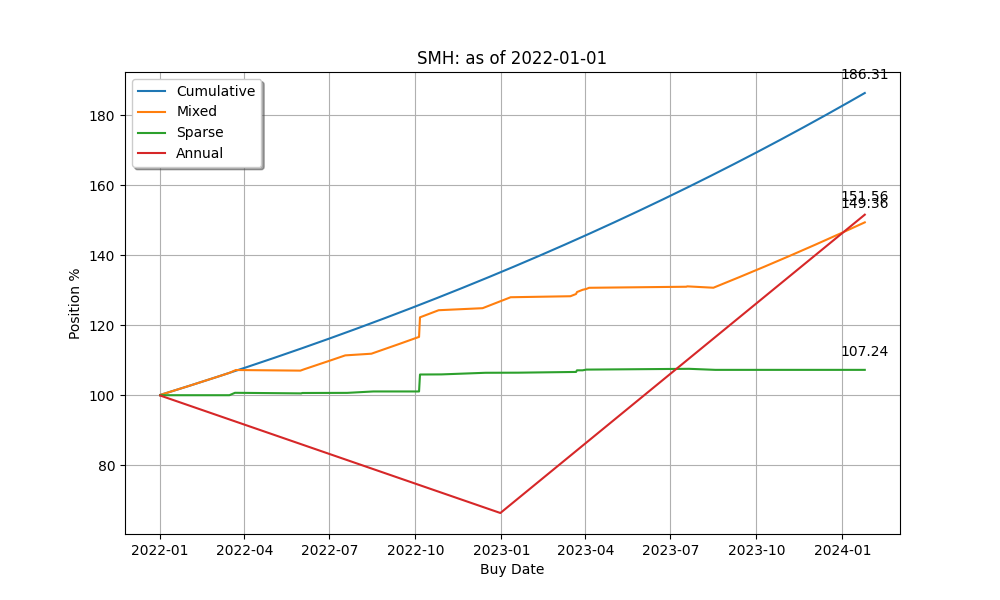 SMH: as of 2022-01-01
Cumulative
Mixed
Sparse
Annual
186.31
151.56
149.36
107.24
180
160
140
120
100
80
Position %
2022-01 2022-04 2022-07 2022-10 2023-01 2023-04 2023-07 2023-10 2024-01
Buy Date